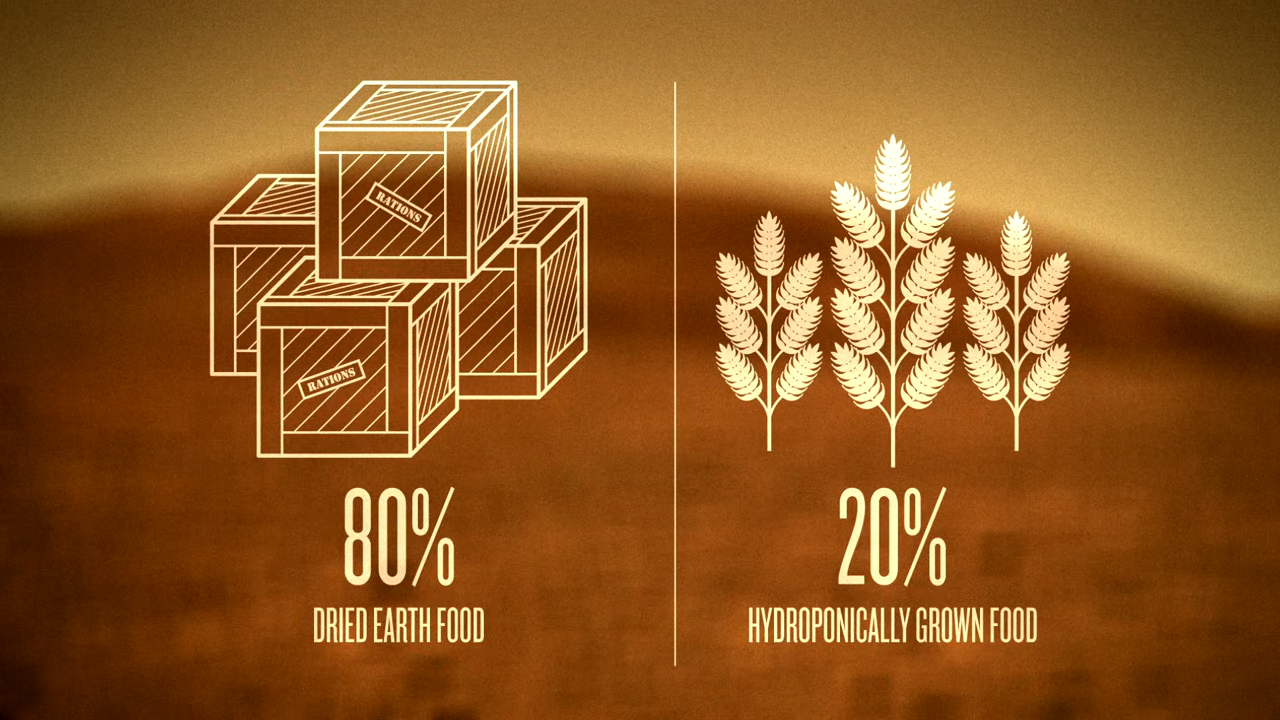 RATIONS
RATIONS
80%
DRIED EARTH FOOD
20%
HYDROPONICALLY GROWN FOOD